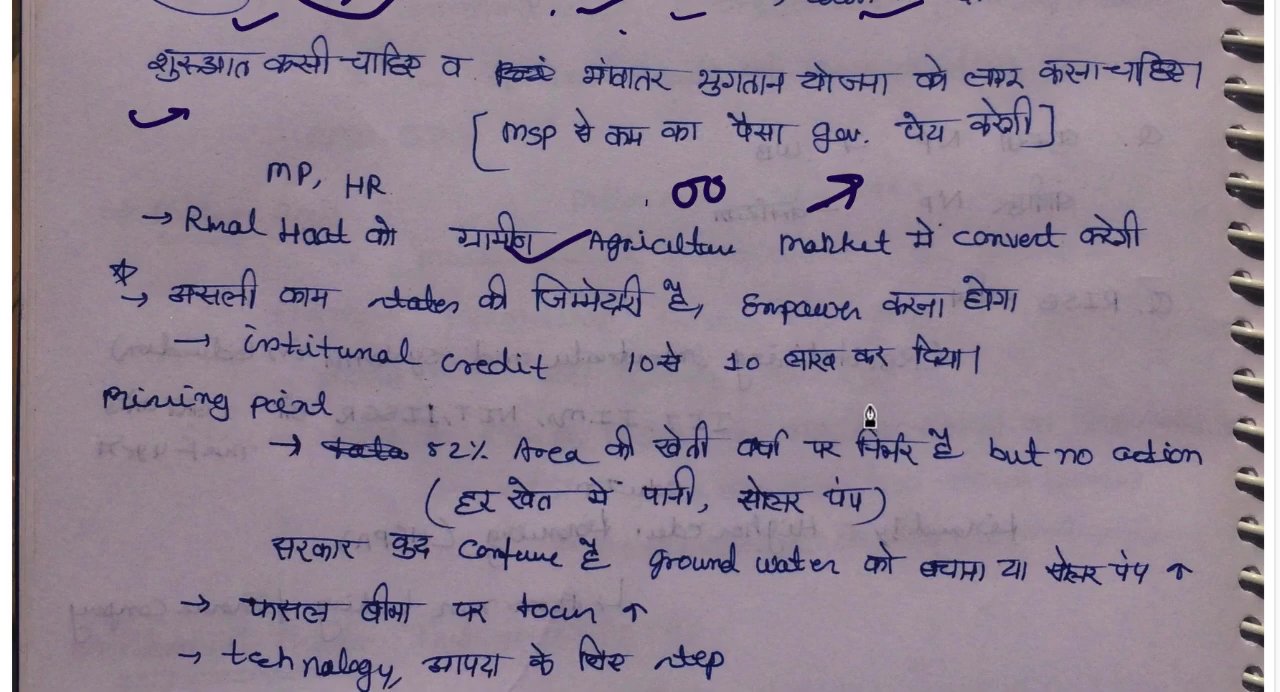 शुरुआत करनी चाहिए व भंवातर भुगतान योजना को लागू करना चाहिए।
[MSP से कम का पैसा gov. पेय करेगी]
MP, HR
→ Rural Haat को ग्रामीण Agriculture market में convert करेगी
* → असली काम states की जिम्मेदारी है, Empower करना होगा
→ intitunal credit 10 से 10 लाख कर दिया।
Missing point
→ 52% Area की खेती वर्षा पर निर्भर है but no action
(हर खेत में पानी, सोलर पंप)
सरकार कुद confuse है ground water को बचाना या सोलर पंप ↑
→ फसल बीमा पर focus ↑
→ technology, आपदा के लिए step